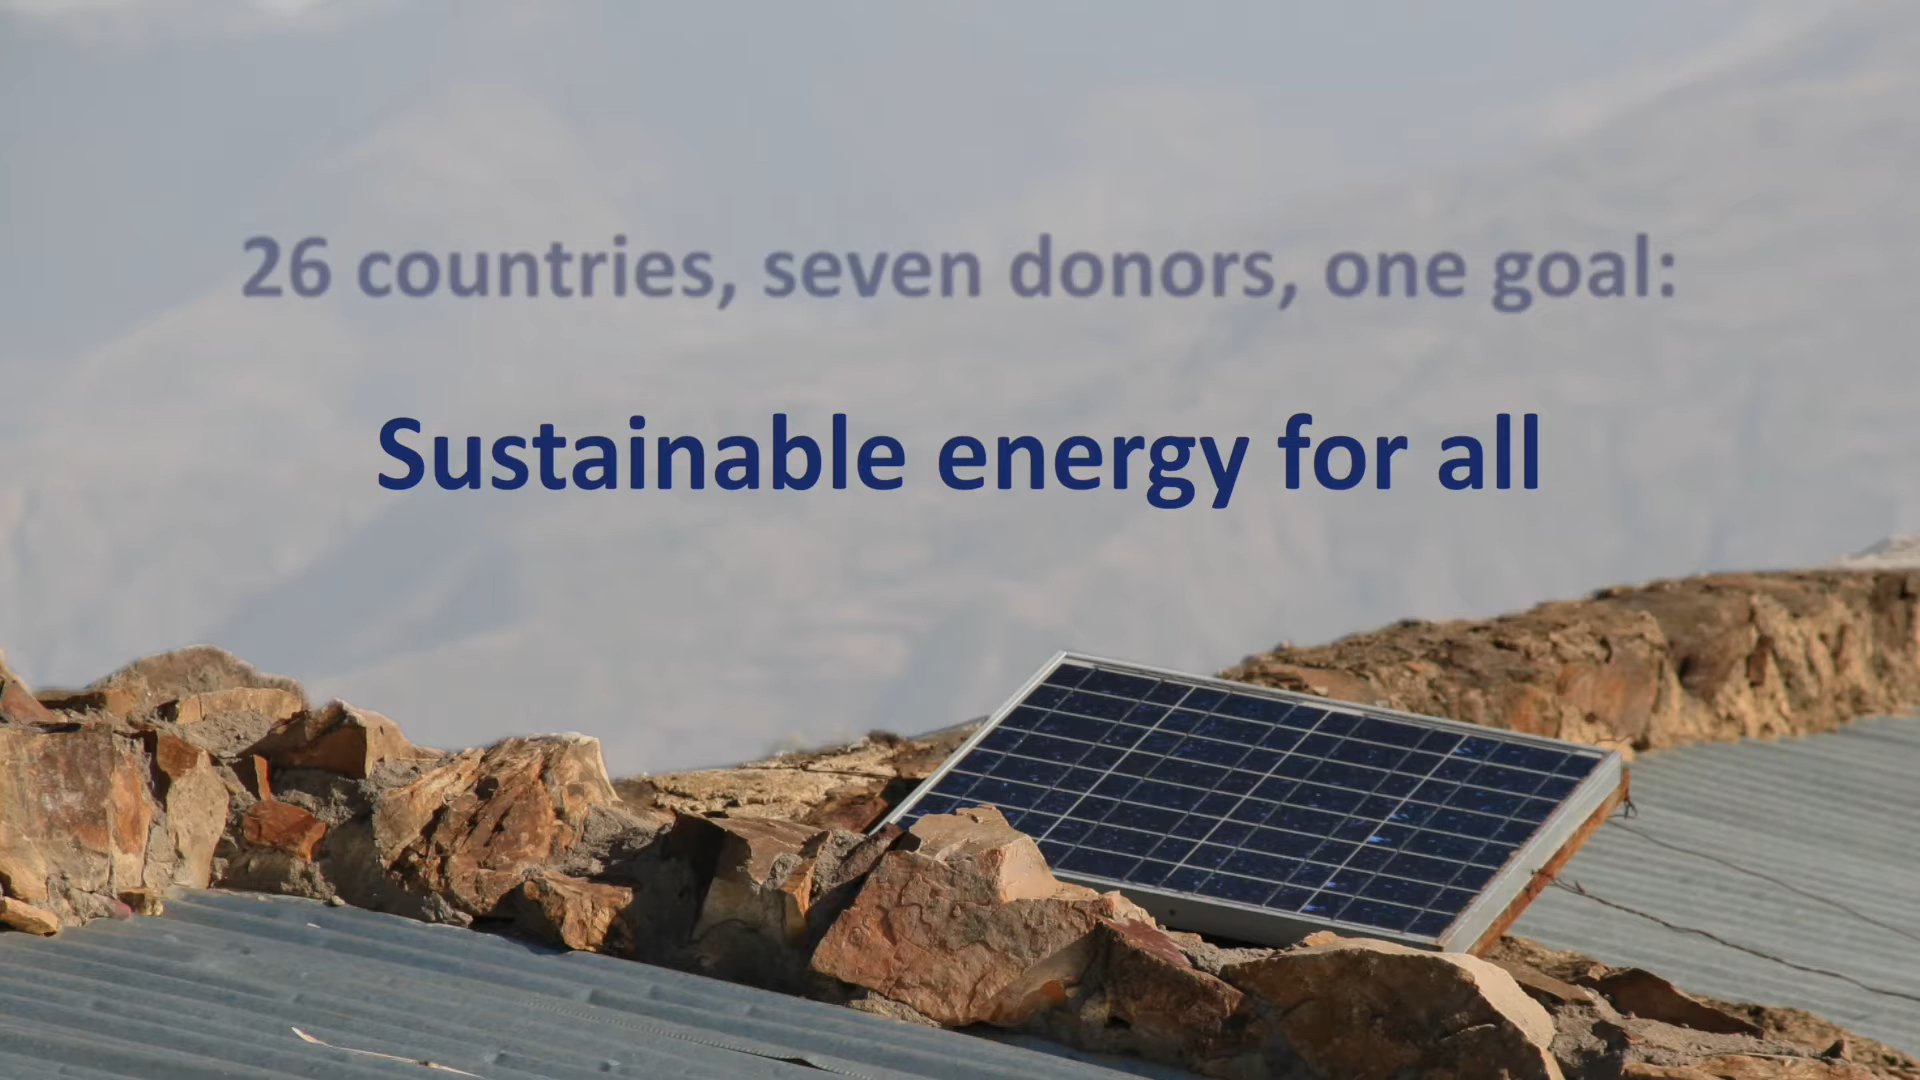 26 countries, seven donors, one goal:
Sustainable energy for all